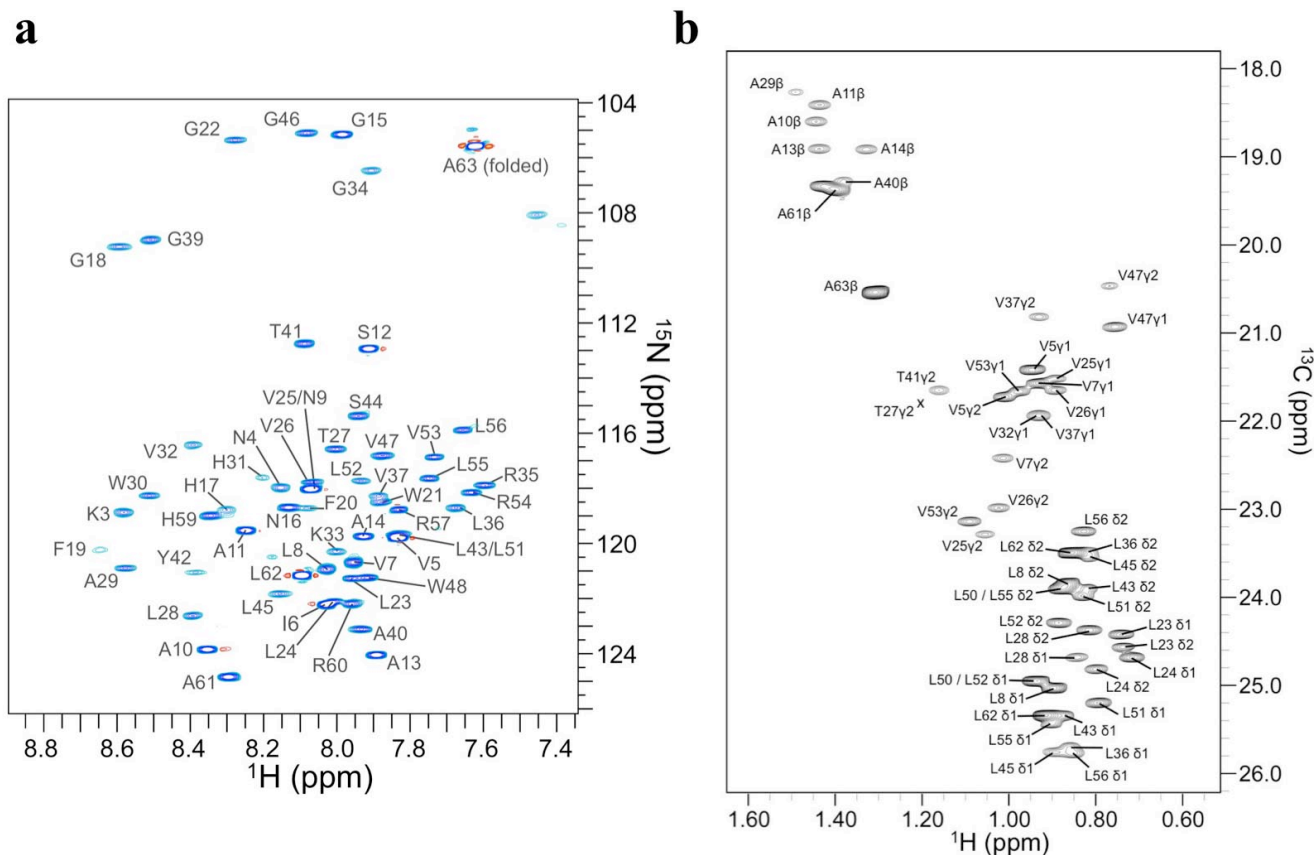 a
104
108
112
116
120
124
¹⁵N (ppm)
8.8 8.6 8.4 8.2 8.0 7.8 7.6 7.4
¹H (ppm)
G22
G46
G15
A63 (folded)
G34
G39
G18
T41
S12
V25/N9
S44
V26
T27
V47
V53
L56
V32
N4
H31
L52
V37
L55
R35
W30
H17
F20
W21
R54
K3
H59
N16
A14
R57
L36
A11
K33
L43/L51
F19
Y42
L8
V7
V5
A29
L62
W48
L45
L23
L28
I6
L24
R60
A40
A10
A13
A61
b
18.0
19.0
20.0
21.0
22.0
23.0
24.0
25.0
26.0
¹³C (ppm)
1.60 1.40 1.20 1.00 0.80 0.60
¹H (ppm)
A29β
A11β
A10β
A13β
A14β
A40β
A61β
A63β
V47γ2
V37γ2
V47γ1
V5γ1
V53γ1
V25γ1
T41γ2
V7γ1
T27γ2 x
V5γ2
V26γ1
V32γ1
V37γ1
V7γ2
V26γ2
V53γ2
V25γ2
L56 δ2
L62 δ2
L36 δ2
L45 δ2
L8 δ2
L43 δ2
L50 / L55 δ2
L51 δ2
L52 δ2
L23 δ1
L28 δ2
L23 δ2
L28 δ1
L24 δ1
L24 δ2
L50 / L52 δ1
L8 δ1
L51 δ1
L62 δ1
L43 δ1
L55 δ1
L36 δ1
L45 δ1
L56 δ1